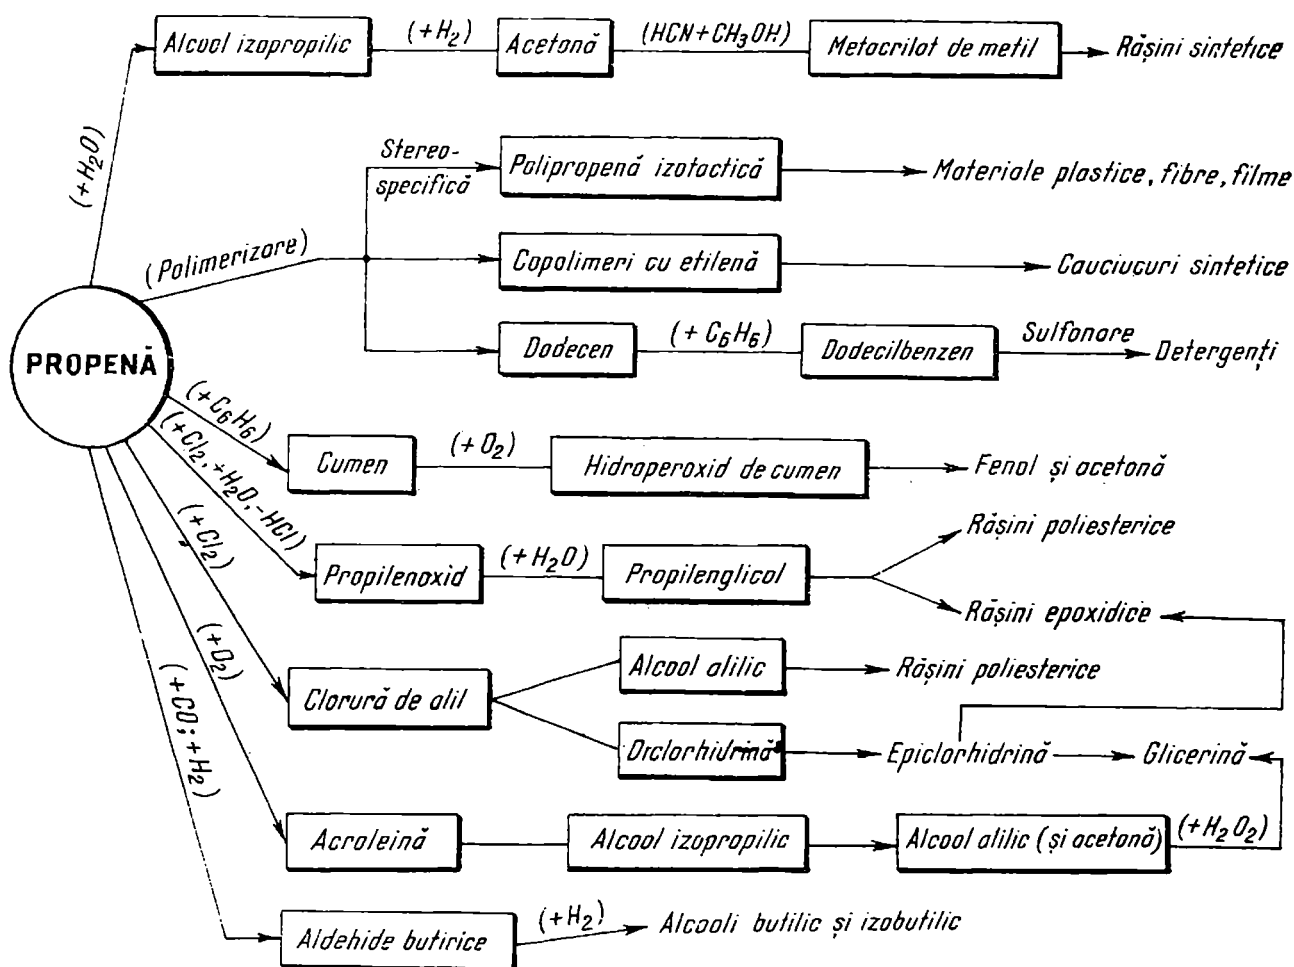 Alcool izopropilic (+H₂) Acetonă (HCN+CH₃OH) Metacrilat de metil Rășini sintetice
(+H₂O)
Stereo-
specifică
Polipropenă izotactică Materiale plastice, fibre, filme
(Polimerizare)
Copolimeri cu etilenă Cauciucuri sintetice
Dodecen (+C₆H₆) Dodecilbenzen Sulfonare Detergenți
PROPENĂ
(+C₆H₆)
Cumen (+O₂) Hidroperoxid de cumen Fenol și acetonă
(+Cl₂,+H₂O,-HCl)
Propilenoxid (+H₂O) Propilenglicol
Rășini poliesterice
Rășini epoxidice
(+Cl₂)
Clorură de alil
Alcool alilic Rășini poliesterice
Diclorhidrină Epiclorhidrină Glicerină
(+O₂)
Acroleină Alcool izopropilic Alcool alilic (și acetonă) (+H₂O₂)
(+CO;+H₂)
Aldehide butirice (+H₂) Alcooli butilic și izobutilic